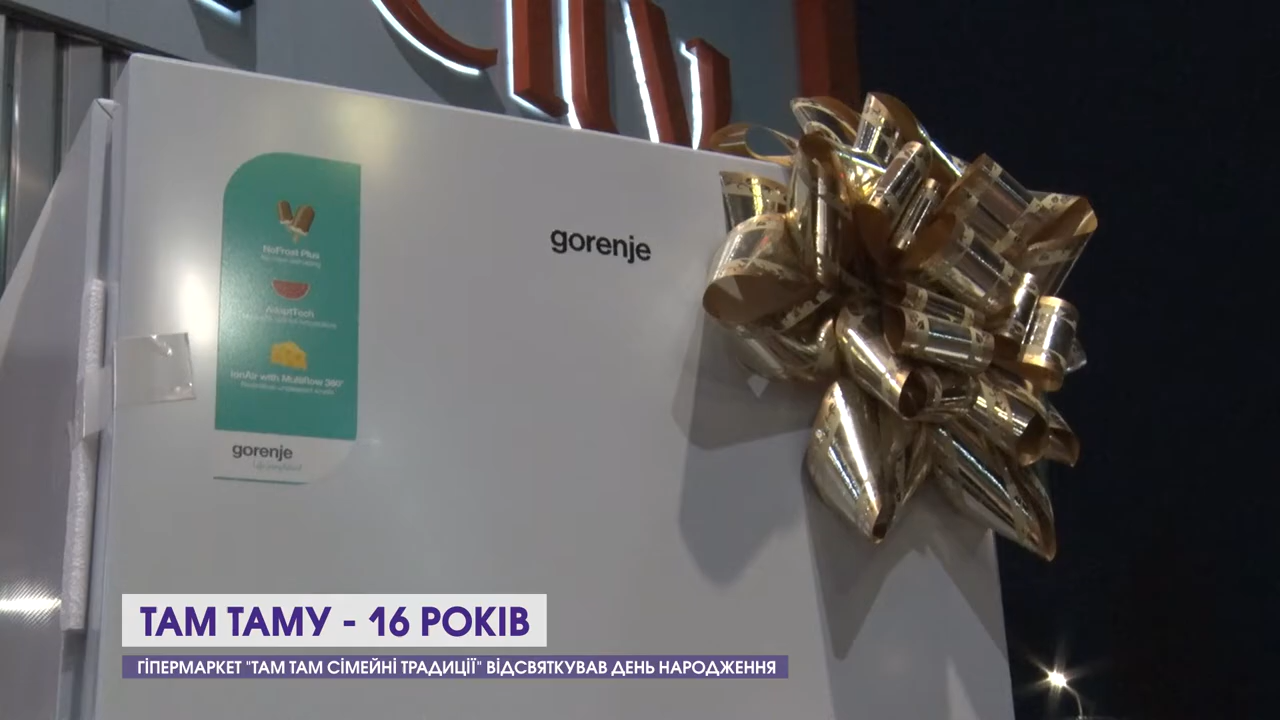 City
NoFrost Plus
AdaptTech
IonAir with Multiflow 360°
gorenje
gorenje
ТАМ ТАМУ - 16 РОКІВ
ГІПЕРМАРКЕТ "ТАМ ТАМ СІМЕЙНІ ТРАДИЦІЇ" ВІДСВЯТКУВАВ ДЕНЬ НАРОДЖЕННЯ